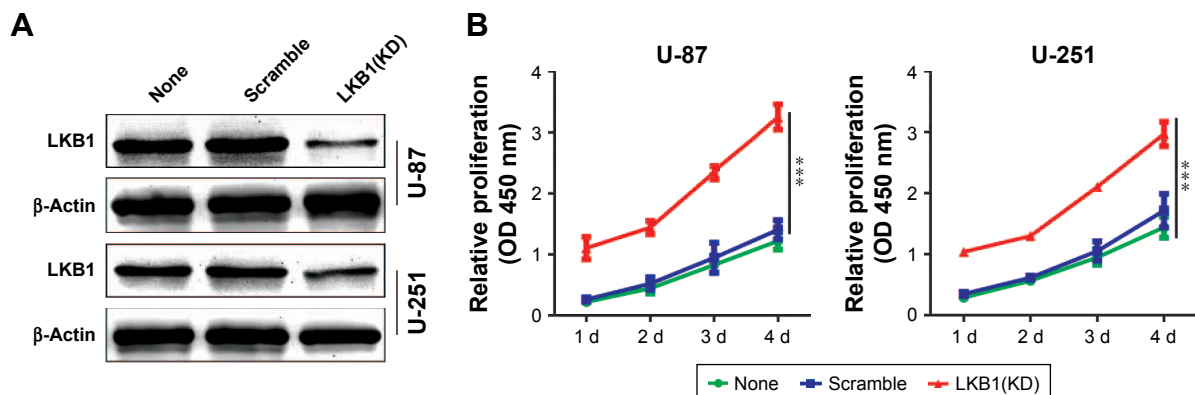 A
None Scramble LKB1(KD)
LKB1
β-Actin
U-87
LKB1
β-Actin
U-251
B
U-87
Relative proliferation
(OD 450 nm)
4
3
2
1
0
1 d 2 d 3 d 4 d
***
U-251
Relative proliferation
(OD 450 nm)
4
3
2
1
0
1 d 2 d 3 d 4 d
***
None Scramble LKB1(KD)